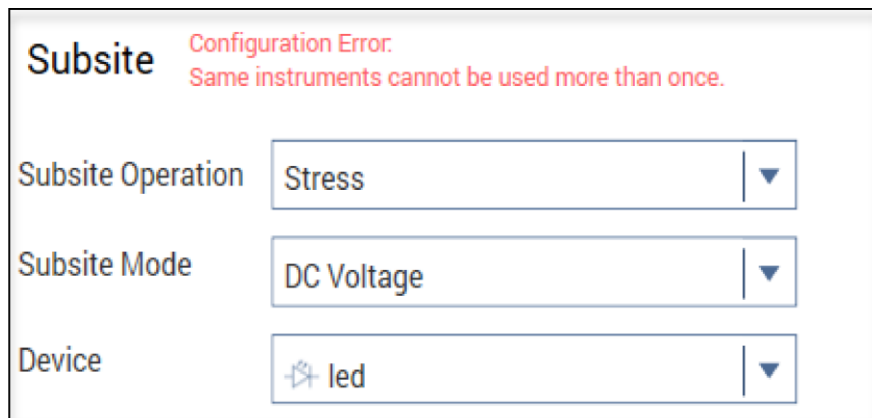 Subsite
Configuration Error:
Same instruments cannot be used more than once.
Subsite Operation
Stress
Subsite Mode
DC Voltage
Device
led